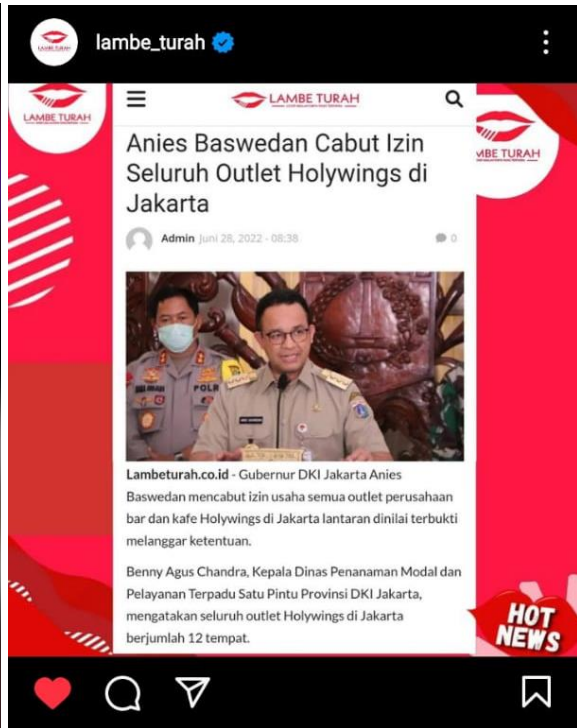 lambe_turah
LAMBE TURAH
LAMBE TURAH
MBE TURAH
Anies Baswedan Cabut Izin
Seluruh Outlet Holywings di
Jakarta
Admin Juni 28, 2022 - 08:38
0
POLR
Lambeturah.co.id - Gubernur DKI Jakarta Anies
Baswedan mencabut izin usaha semua outlet perusahaan
bar dan kafe Holywings di Jakarta lantaran dinilai terbukti
melanggar ketentuan.
Benny Agus Chandra, Kepala Dinas Penanaman Modal dan
Pelayanan Terpadu Satu Pintu Provinsi DKI Jakarta,
mengatakan seluruh outlet Holywings di Jakarta
berjumlah 12 tempat.
HOT
NEWS